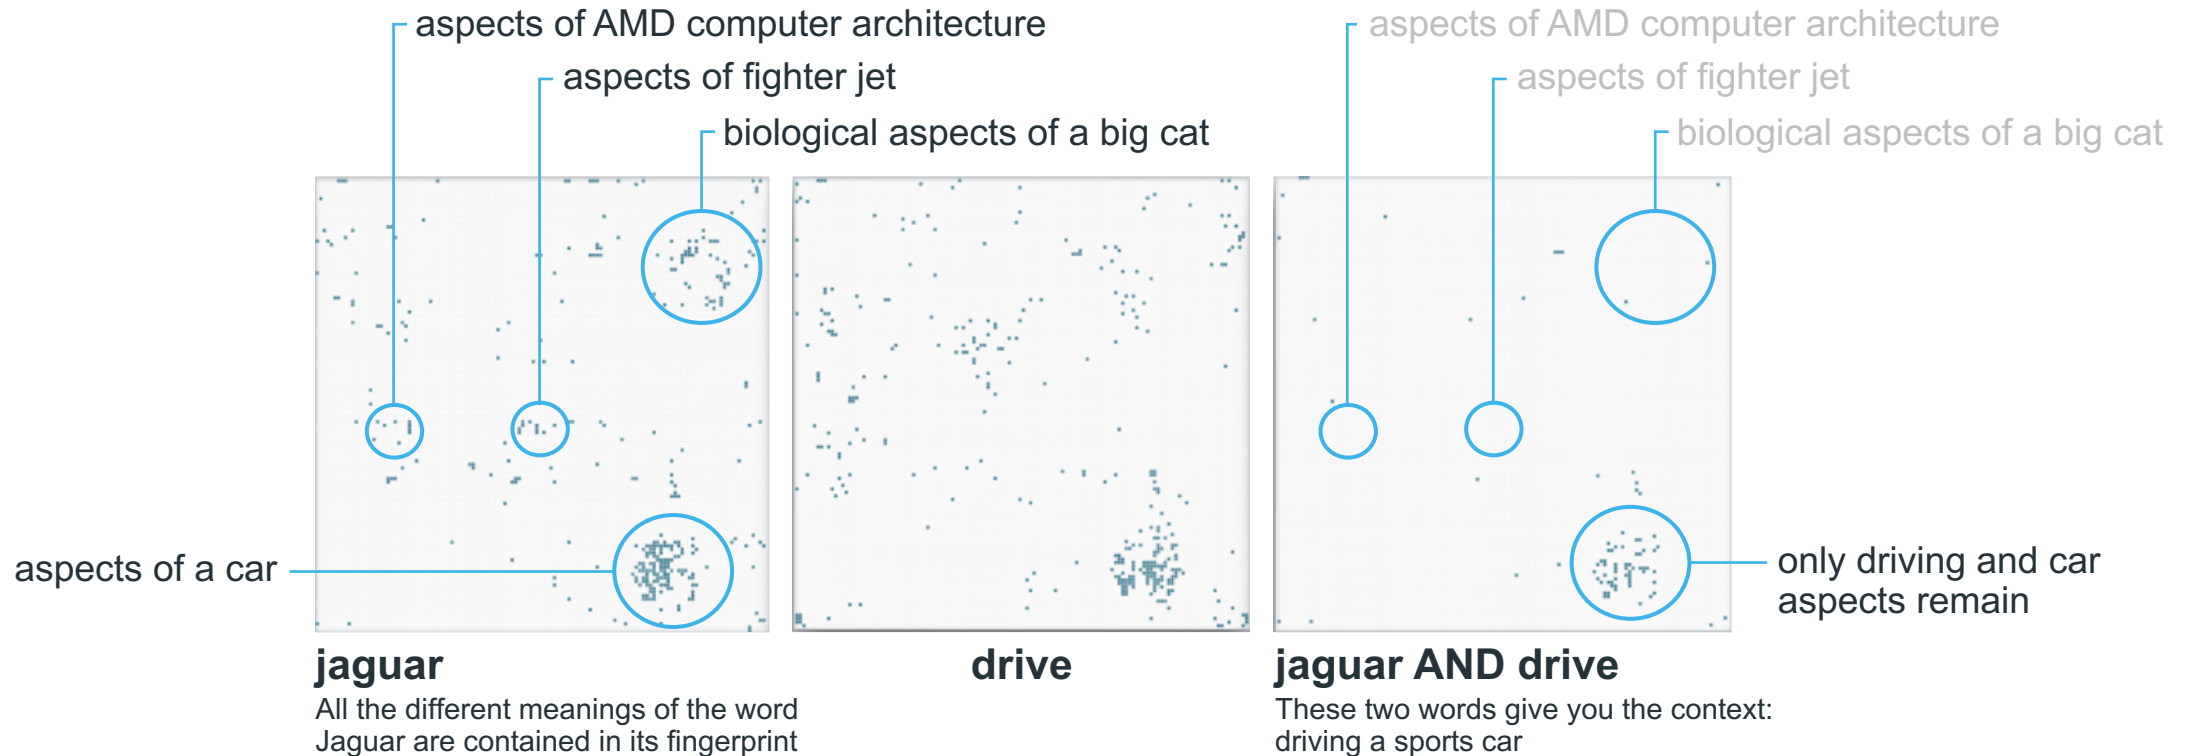 aspects of AMD computer architecture
aspects of fighter jet
biological aspects of a big cat
aspects of AMD computer architecture
aspects of fighter jet
biological aspects of a big cat
aspects of a car
only driving and car
aspects remain
jaguar
All the different meanings of the word
Jaguar are contained in its fingerprint
drive
jaguar AND drive
These two words give you the context:
driving a sports car